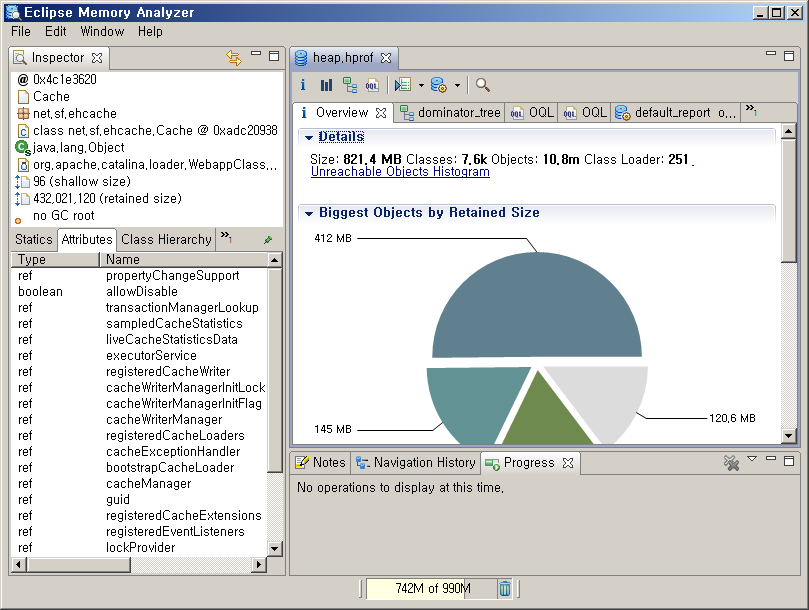 Eclipse Memory Analyzer
File Edit Window Help
Inspector
@ 0x4c1e3620
Cache
net.sf.ehcache
class net.sf.ehcache.Cache @ 0xadc20938
java.lang.Object
org.apache.catalina.loader.WebappClass...
96 (shallow size)
432,021,120 (retained size)
no GC root
Statics Attributes Class Hierarchy »1
Type Name
ref propertyChangeSupport
boolean allowDisable
ref transactionManagerLookup
ref sampledCacheStatistics
ref liveCacheStatisticsData
ref executorService
ref registeredCacheWriter
ref cacheWriterManagerInitLock
ref cacheWriterManagerInitFlag
ref cacheWriterManager
ref registeredCacheLoaders
ref cacheExceptionHandler
ref bootstrapCacheLoader
ref cacheManager
ref guid
ref registeredCacheExtensions
ref registeredEventListeners
ref lockProvider
heap.hprof
i OQL
i Overview dominator_tree OQL OQL OQL OQL default_report o... »1
Details
Size: 821.4 MB Classes: 7.6k Objects: 10.8m Class Loader: 251
Unreachable Objects Histogram
Biggest Objects by Retained Size
412 MB
145 MB
120.6 MB
Notes Navigation History Progress
No operations to display at this time.
742M of 990M